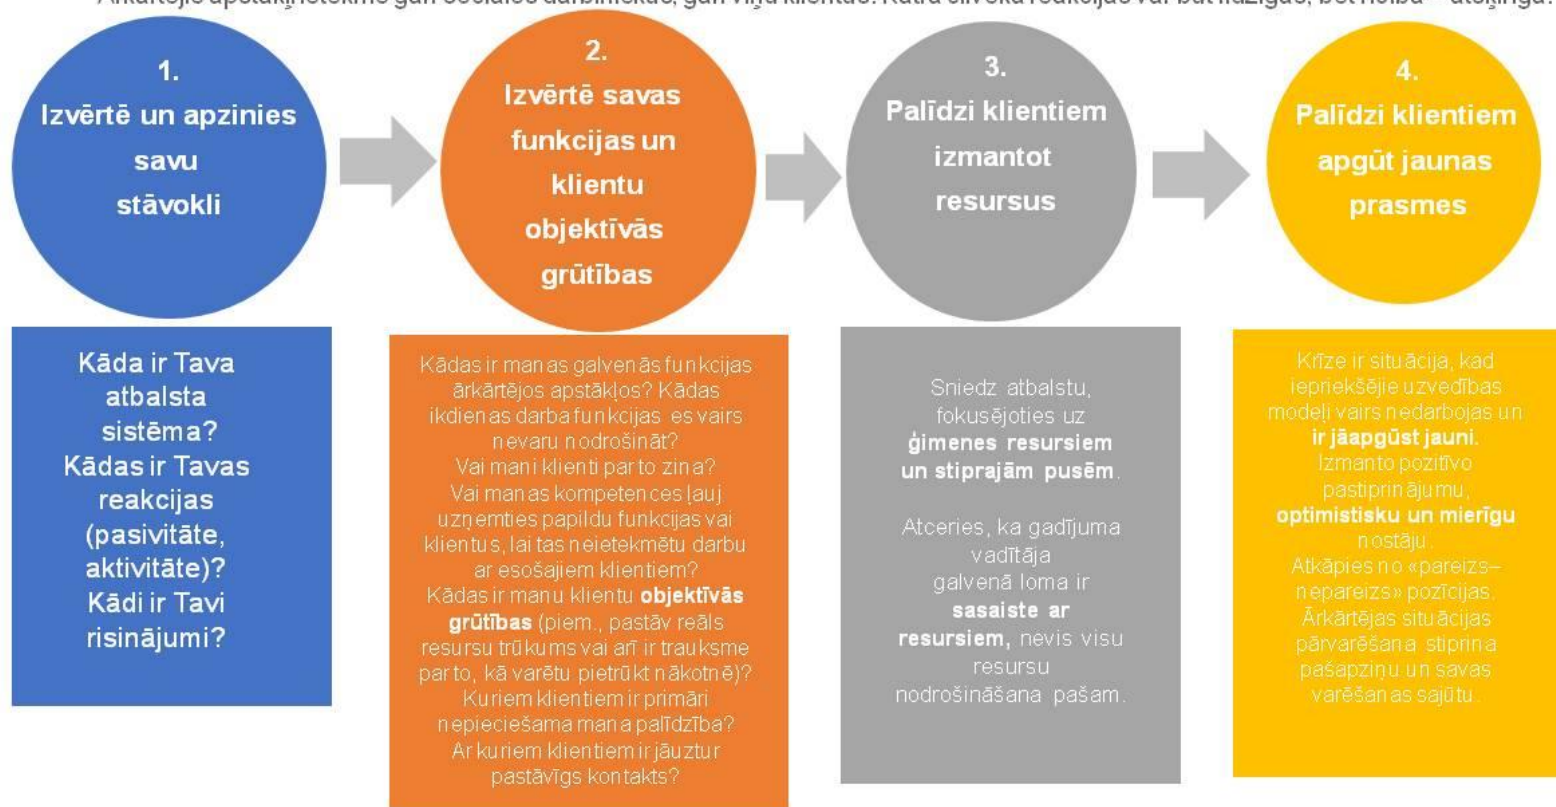 1.
Izvērtē un apzinies
savu
stāvokli
2.
Izvērtē savas
funkcijas un
klientu
objektīvās
grūtības
3.
Palīdzi klientiem
izmantot
resursus
4.
Palīdzi klientiem
apgūt jaunas
prasmes
Kāda ir Tava
atbalsta
sistēma?
Kādas ir Tavas
reakcijas
(pasivitāte,
aktivitāte)?
Kādi ir Tavi
risinājumi?
Kādas ir manas galvenās funkcijas
ārkārtējos apstākļos? Kādas
ikdienas darba funkcijas es vairs
nevaru nodrošināt?
Vai mani klienti par to zina?
Vai manas kompetences ļauj
uzņemties papildu funkcijas vai
klientus, lai tas neietekmētu darbu
ar esošajiem klientiem?
Kādas ir manu klientu objektīvās
grūtības (piem., pastāv reāls
resursu trūkums vai arī ir trauksme
par to, kā varētu pietrūkt nākotnē)?
Kuriem klientiem ir primāri
nepieciešama mana palīdzība?
Ar kuriem klientiem ir jāuztur
pastāvīgs kontakts?
Sniedz atbalstu,
fokusējoties uz
ģimenes resursiem
un stiprajām pusēm.
Atceries, ka gadījuma
vadītāja
galvenā loma ir
sasaiste ar
resursiem, nevis visu
resursu
nodrošināšana pašam.
Krīze ir situācija, kad
iepriekšējie uzvedības
modeļi vairs nedarbojas un
ir jāapgūst jauni.
Izmanto pozitīvo
pastiprinājumu,
optimistisku un mierīgu
nostāju.
Atkāpies no «pareizs–
nepareizs» pozīcijas.
Ārkārtējas situācijas
pārvarēšana stiprina
pašapziņu un savas
varēšanas sajūtu.